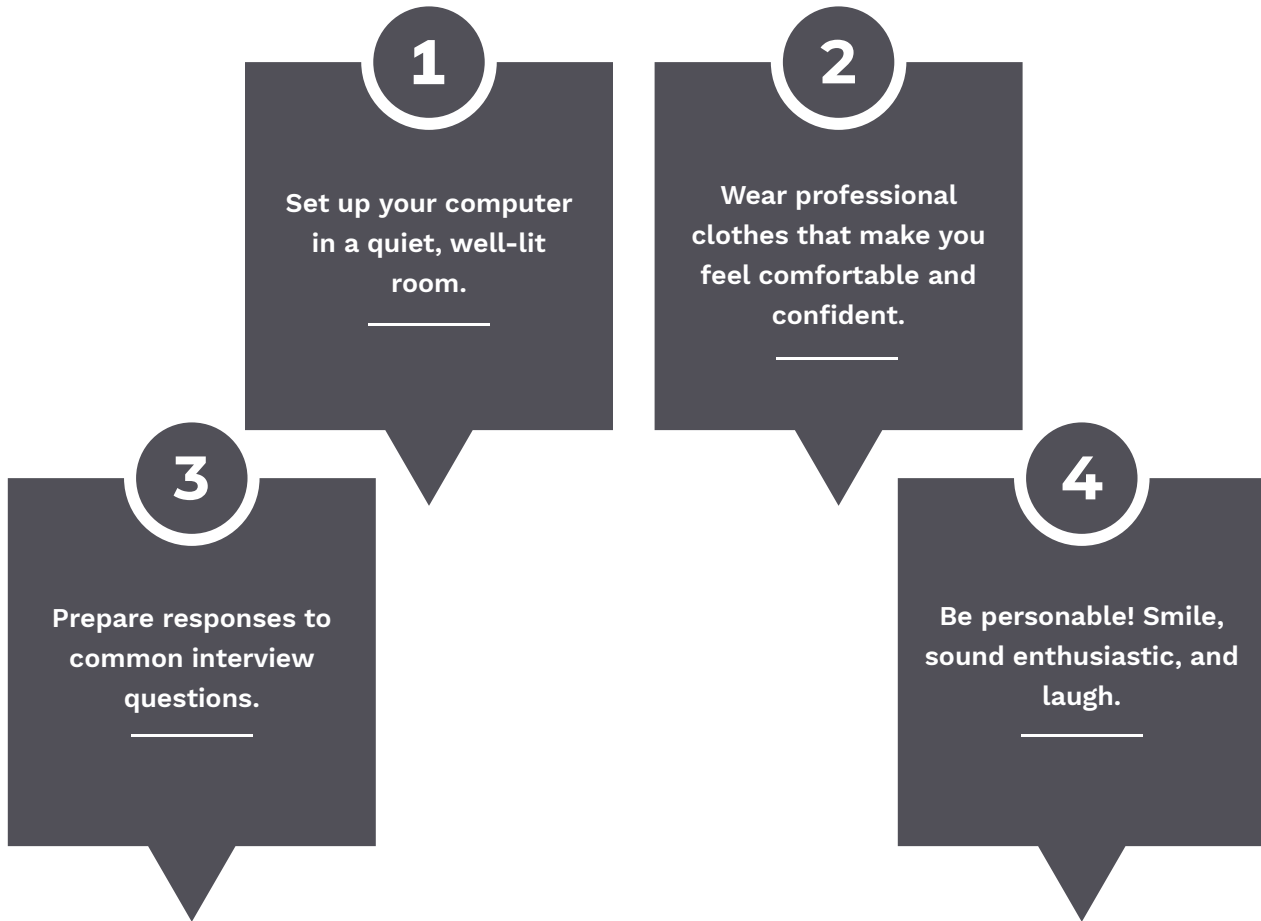 1
Set up your computer
in a quiet, well-lit
room.
2
Wear professional
clothes that make you
feel comfortable and
confident.
3
Prepare responses to
common interview
questions.
4
Be personable! Smile,
sound enthusiastic, and
laugh.